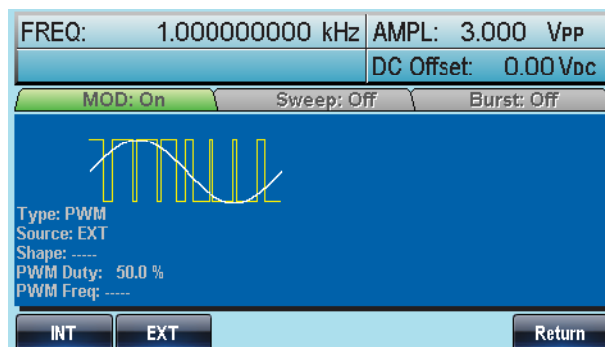 FREQ: 1.000000000 kHz AMPL: 3.000 VPP
DC Offset: 0.00 VDC
MOD: On Sweep: Off Burst: Off
Type: PWM
Source: EXT
Shape: -----
PWM Duty: 50.0 %
PWM Freq: -----
INT EXT Return